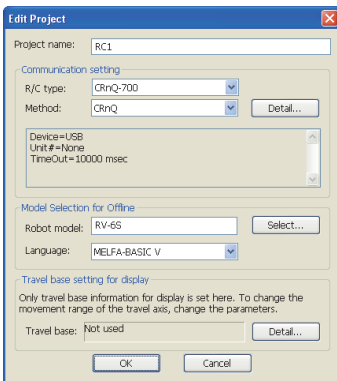 Edit Project
Project name: RC1
Communication setting
R/C type: CRnQ-700
Method: CRnQ Detail...
Device=USB
Unit#=None
TimeOut=10000 msec
Model Selection for Offline
Robot model: RV-6S Select...
Language: MELFA-BASIC V
Travel base setting for display
Only travel base information for display is set here. To change the
movement range of the travel axis, change the parameters.
Travel base: Not used Detail...
OK Cancel